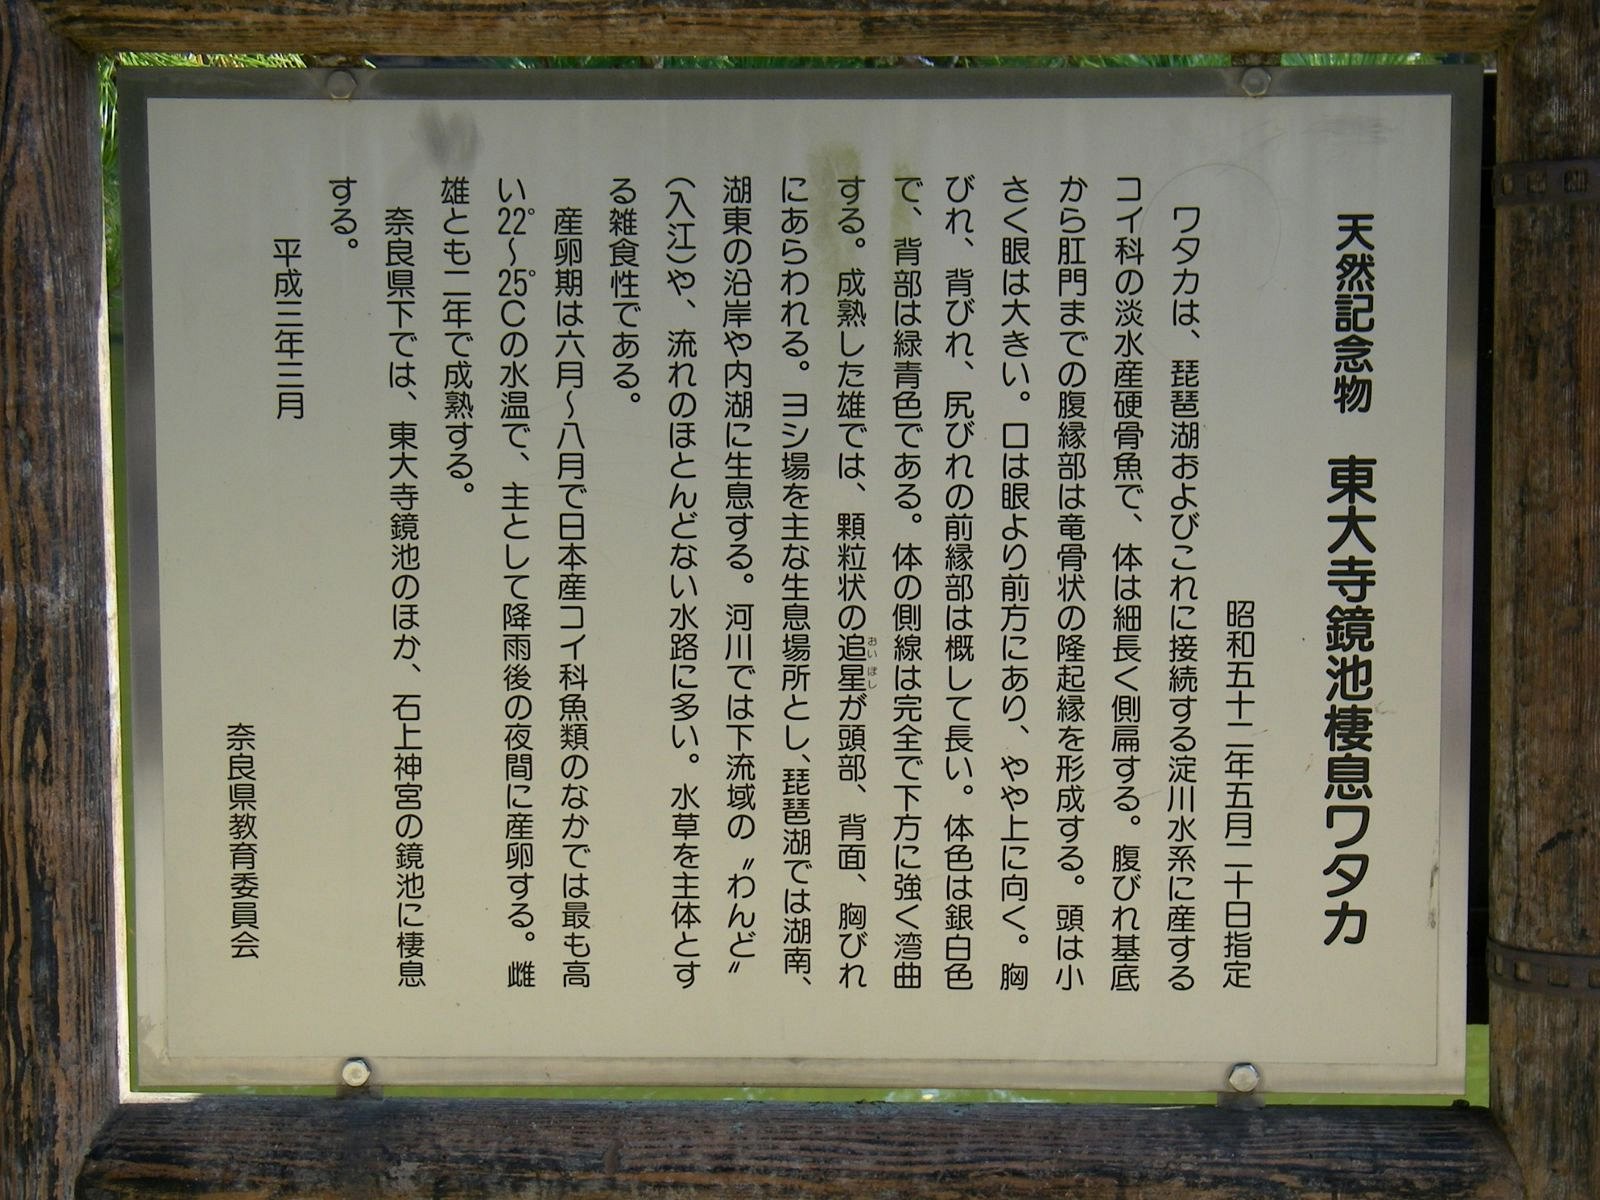 天然記念物　東大寺鏡池棲息ワタカ
昭和五十二年五月二十日指定
ワタカは、琵琶湖およびこれに接続する淀川水系に産する
コイ科の淡水産硬骨魚で、体は細長く側扁する。腹びれ基底
から肛門までの腹縁部は竜骨状の隆起縁を形成する。頭は小
さく眼は大きい。口は眼より前方にあり、やや上に向く。胸
びれ、背びれ、尻びれの前縁部は概して長い。体色は銀白色
で、背部は緑青色である。体の側線は完全で下方に強く湾曲
する。成熟した雄では、顆粒状の追星が頭部、背面、胸びれ
おいぼし
にあらわれる。ヨシ場を主な生息場所とし、琵琶湖では湖南、
湖東の沿岸や内湖に生息する。河川では下流域の〝わんど〟
（入江）や、流れのほとんどない水路に多い。水草を主体とす
る雑食性である。
産卵期は六月～八月で日本産コイ科魚類のなかでは最も高
い22°～25°Cの水温で、主として降雨後の夜間に産卵する。雌
雄とも二年で成熟する。
奈良県下では、東大寺鏡池のほか、石上神宮の鏡池に棲息
する。
平成三年三月
奈良県教育委員会